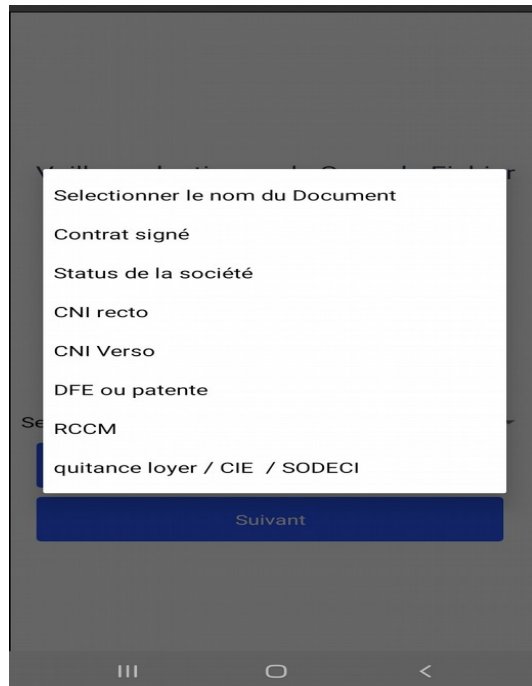 Selectionner le nom du Document
Contrat signé
Status de la société
CNI recto
CNI Verso
DFE ou patente
Se
RCCM
quitance loyer / CIE / SODECI
Suivant